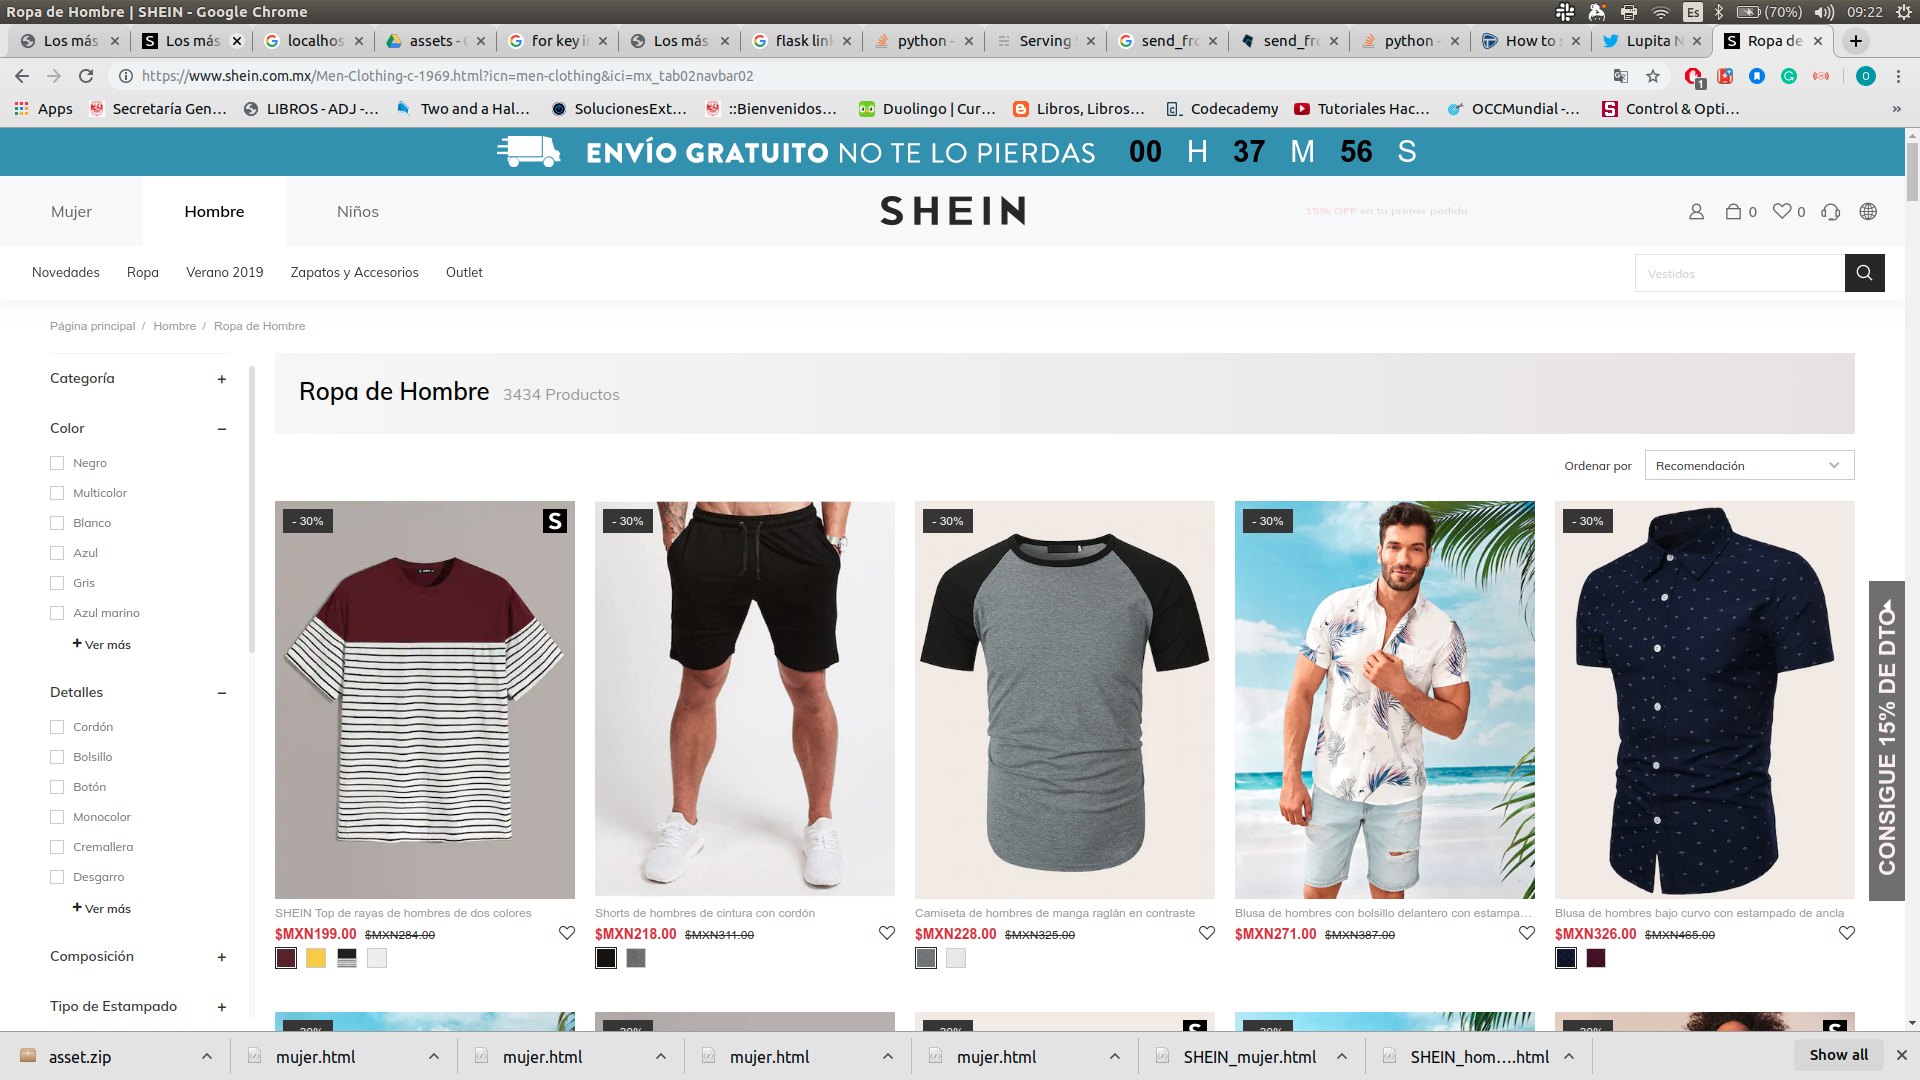 Ropa de Hombre | SHEIN - Google Chrome
Es (70%) 09:22
Los más Los más localhos assets - for key in Los más flask link python - Serving send_fro send_fro python - How to Lupita N Ropa de
https://www.shein.com.mx/Men-Clothing-c-1969.html?icn=men-clothing&ici=mx_tab02navbar02
1 O
Apps Secretaría Gen... LIBROS - ADJ -... Two and a Hal... SolucionesExt... ::Bienvenidos... Duolingo | Cur... Libros, Libros... Codecademy Tutoriales Hac... OCCMundial -... Control & Opti... »
ENVÍO GRATUITO NO TE LO PIERDAS 00 H 37 M 56 S
Mujer Hombre Niños SHEIN 15% OFF en tu primer pedido 0 0
Novedades Ropa Verano 2019 Zapatos y Accesorios Outlet Vestidos
Página principal / Hombre / Ropa de Hombre
Categoría +
Color −
Negro
Multicolor
Blanco
Azul
Gris
Azul marino
+ Ver más
Detalles −
Cordón
Bolsillo
Botón
Monocolor
Cremallera
Desgarro
+ Ver más
Composición +
Tipo de Estampado +
Ropa de Hombre 3434 Productos
Ordenar por Recomendación
- 30% S - 30% - 30% - 30% - 30%
SHEIN Top de rayas de hombres de dos colores
$MXN199.00 $MXN284.00
Shorts de hombres de cintura con cordón
$MXN218.00 $MXN311.00
Camiseta de hombres de manga raglán en contraste
$MXN228.00 $MXN325.00
Blusa de hombres con bolsillo delantero con estampa...
$MXN271.00 $MXN387.00
Blusa de hombres bajo curvo con estampado de ancla
$MXN326.00 $MXN465.00
CONSIGUE 15% DE DTO
- 30% - 30% - 30% S - 30% - 30% S
asset.zip mujer.html mujer.html mujer.html mujer.html SHEIN_mujer.html SHEIN_hom....html Show all